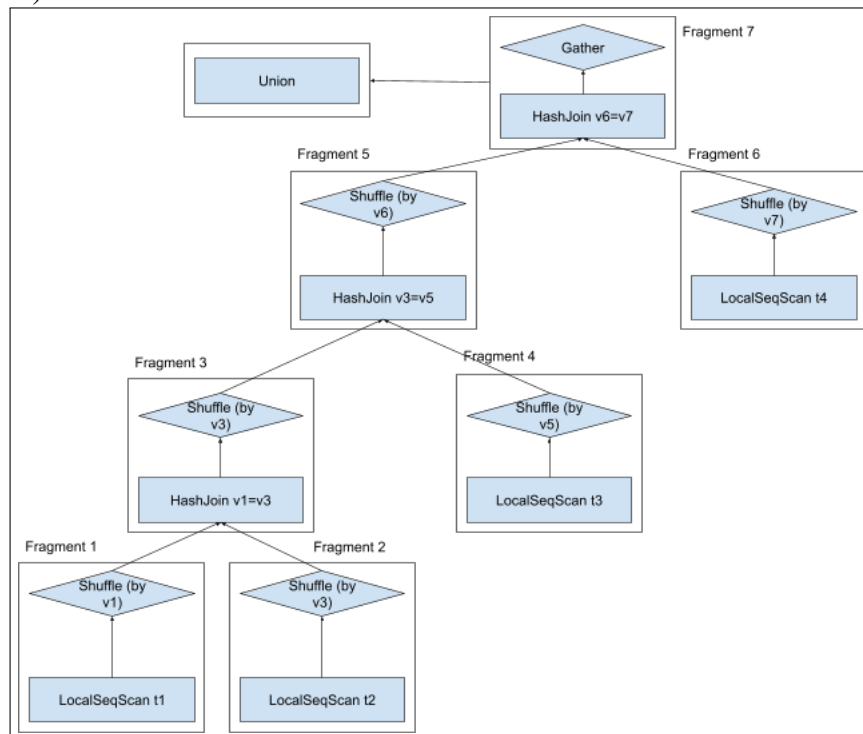 Fragment 7
Gather
Union
HashJoin v6=v7
Fragment 5
Fragment 6
Shuffle (by
v6)
Shuffle (by
v7)
HashJoin v3=v5
LocalSeqScan t4
Fragment 3
Fragment 4
Shuffle (by
v3)
Shuffle (by
v5)
HashJoin v1=v3
LocalSeqScan t3
Fragment 1
Fragment 2
Shuffle (by
v1)
Shuffle (by
v3)
LocalSeqScan t1
LocalSeqScan t2